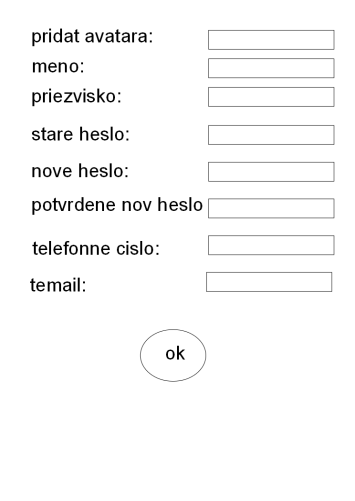 pridat avatara:
meno:
priezvisko:
stare heslo:
nove heslo:
potvrdene nov heslo
telefonne cislo:
temail:
ok